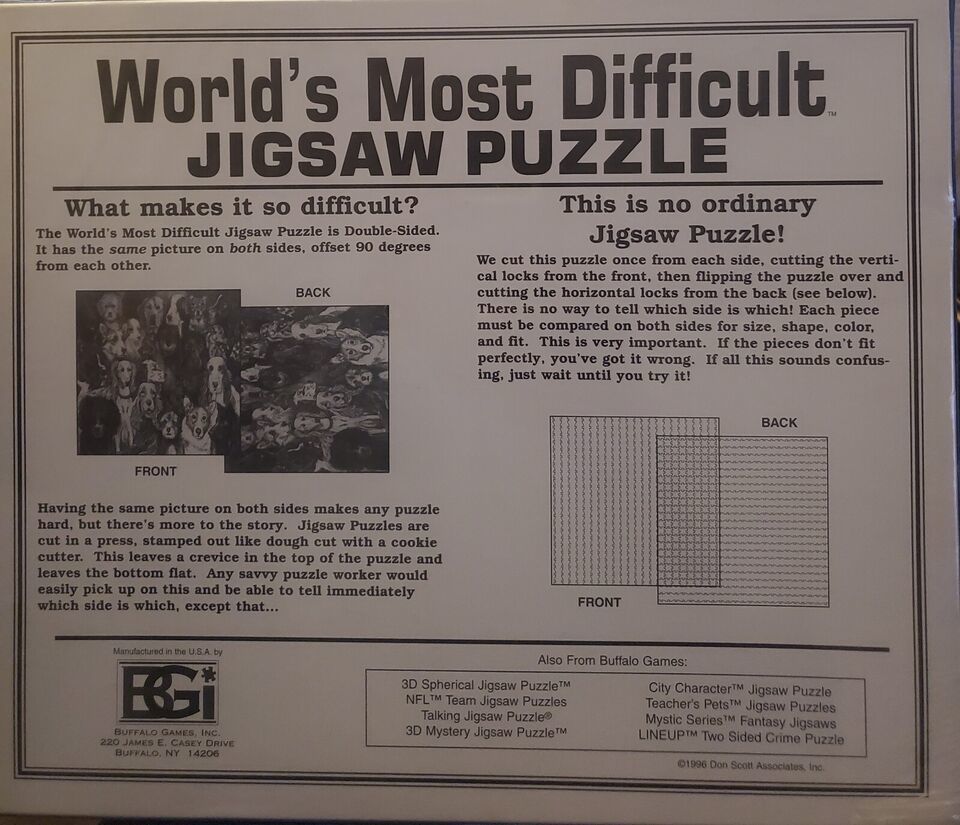 World's Most Difficult™
JIGSAW PUZZLE
What makes it so difficult?
The World's Most Difficult Jigsaw Puzzle is Double-Sided.
It has the same picture on both sides, offset 90 degrees
from each other.
BACK
FRONT
Having the same picture on both sides makes any puzzle
hard, but there's more to the story. Jigsaw Puzzles are
cut in a press, stamped out like dough cut with a cookie
cutter. This leaves a crevice in the top of the puzzle and
leaves the bottom flat. Any savvy puzzle worker would
easily pick up on this and be able to tell immediately
which side is which, except that...
This is no ordinary
Jigsaw Puzzle!
We cut this puzzle once from each side, cutting the verti-
cal locks from the front, then flipping the puzzle over and
cutting the horizontal locks from the back (see below).
There is no way to tell which side is which! Each piece
must be compared on both sides for size, shape, color,
and fit. This is very important. If the pieces don't fit
perfectly, you've got it wrong. If all this sounds confus-
ing, just wait until you try it!
BACK
FRONT
Manufactured in the U.S.A. by
BGi
BUFFALO GAMES, INC.
220 JAMES E. CASEY DRIVE
BUFFALO, NY 14206
Also From Buffalo Games:
3D Spherical Jigsaw Puzzle™
NFL™ Team Jigsaw Puzzles
Talking Jigsaw Puzzle®
3D Mystery Jigsaw Puzzle™
City Character™ Jigsaw Puzzle
Teacher's Pets™ Jigsaw Puzzles
Mystic Series™ Fantasy Jigsaws
LINEUP™ Two Sided Crime Puzzle
©1996 Don Scott Associates, Inc.